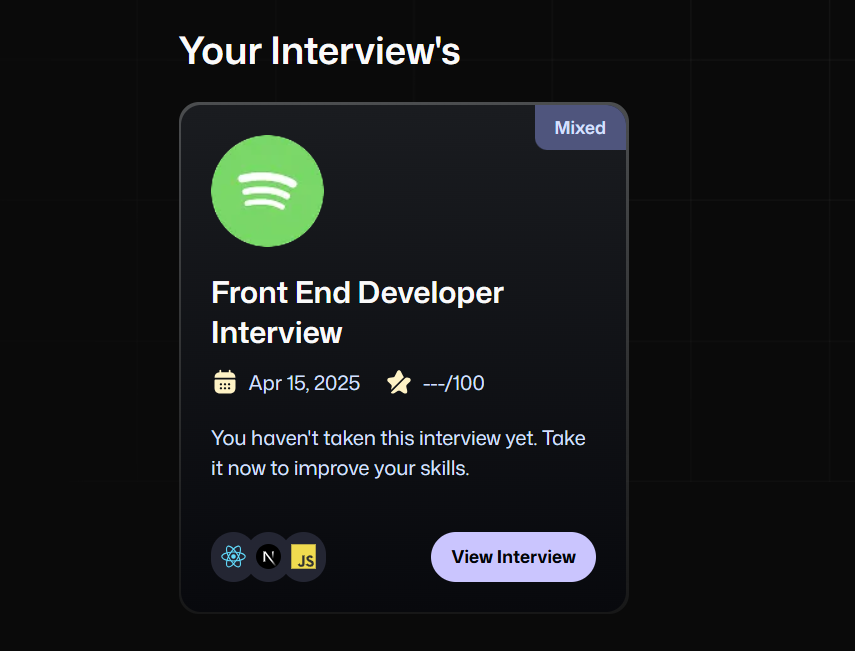 Your Interview's
Mixed
Front End Developer
Interview
Apr 15, 2025 ---/100
You haven't taken this interview yet. Take
it now to improve your skills.
N JS View Interview